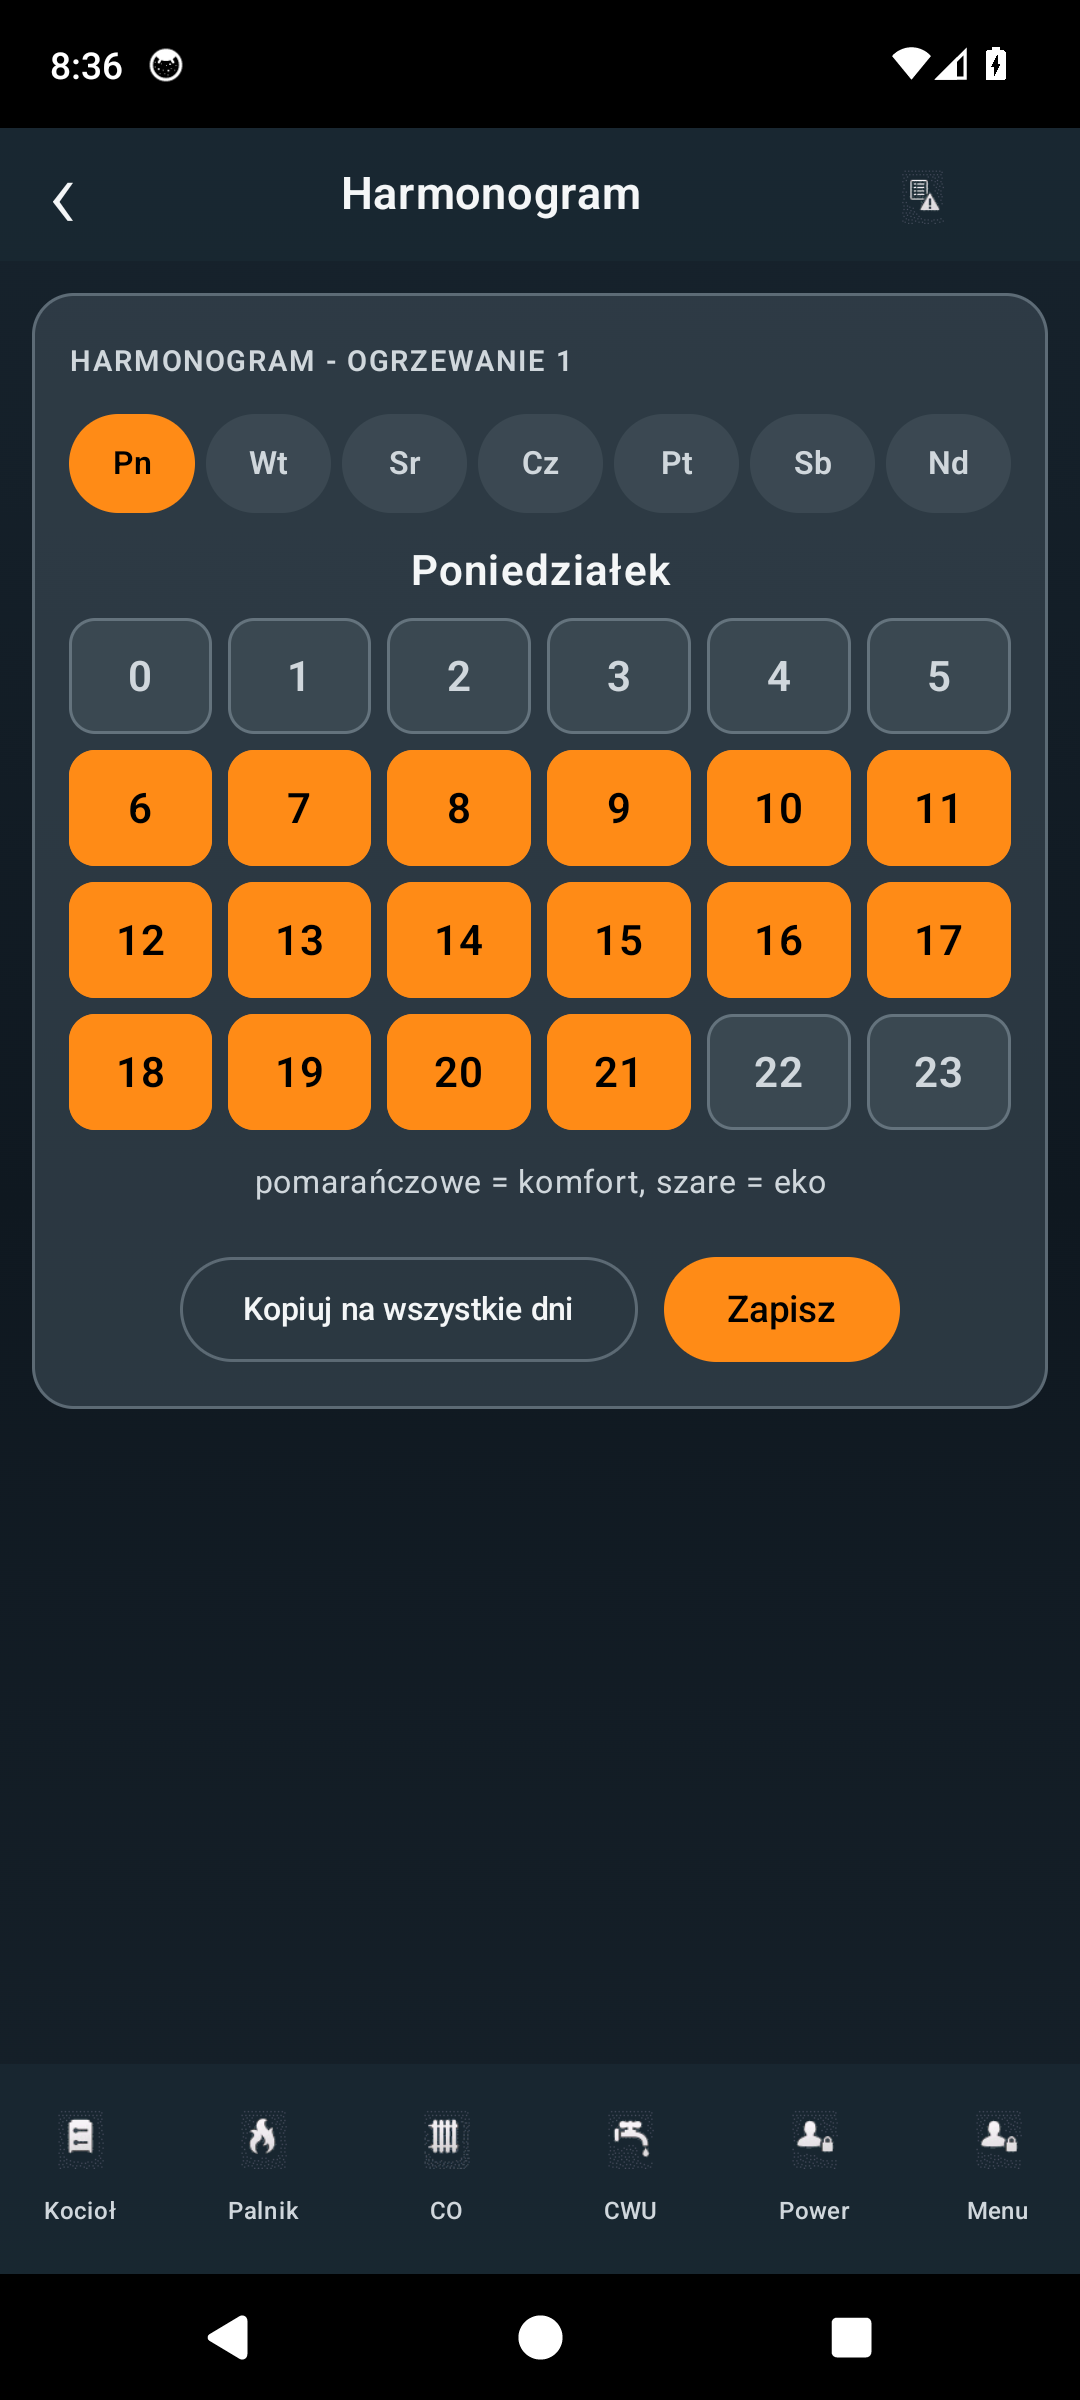 8:36
Harmonogram
HARMONOGRAM - OGRZEWANIE 1
Pn Wt Sr Cz Pt Sb Nd
Poniedziałek
0 1 2 3 4 5
6 7 8 9 10 11
12 13 14 15 16 17
18 19 20 21 22 23
pomarańczowe = komfort, szare = eko
Kopiuj na wszystkie dni Zapisz
Kocioł Palnik CO CWU Power Menu